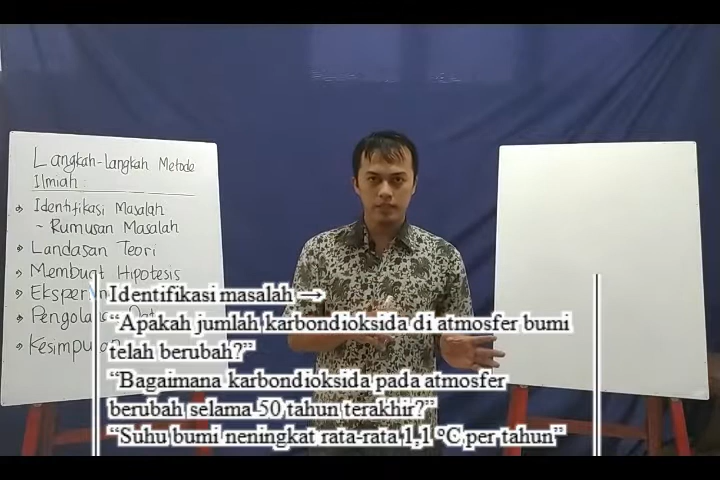 Langkah-Langkah Metode
Ilmiah :
Identifikasi Masalah
~ Rumusan Masalah
Landasan Teori
Membuat Hipotesis
Identifikasi masalah →
“Apakah jumlah karbondioksida di atmosfer bumi
telah berubah?”
“Bagaimana karbondioksida pada atmosfer
berubah selama 50 tahun terakhir?”
“Suhu bumi neningkat rata-rata 1,1 °C per tahun”